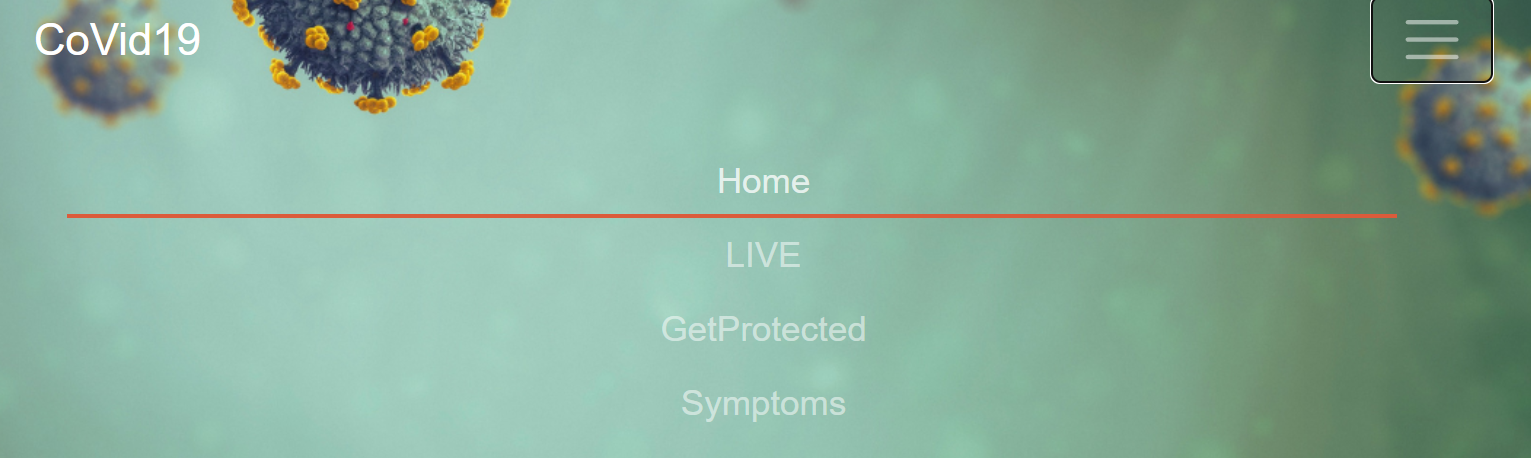 CoVid19
Home
LIVE
GetProtected
Symptoms